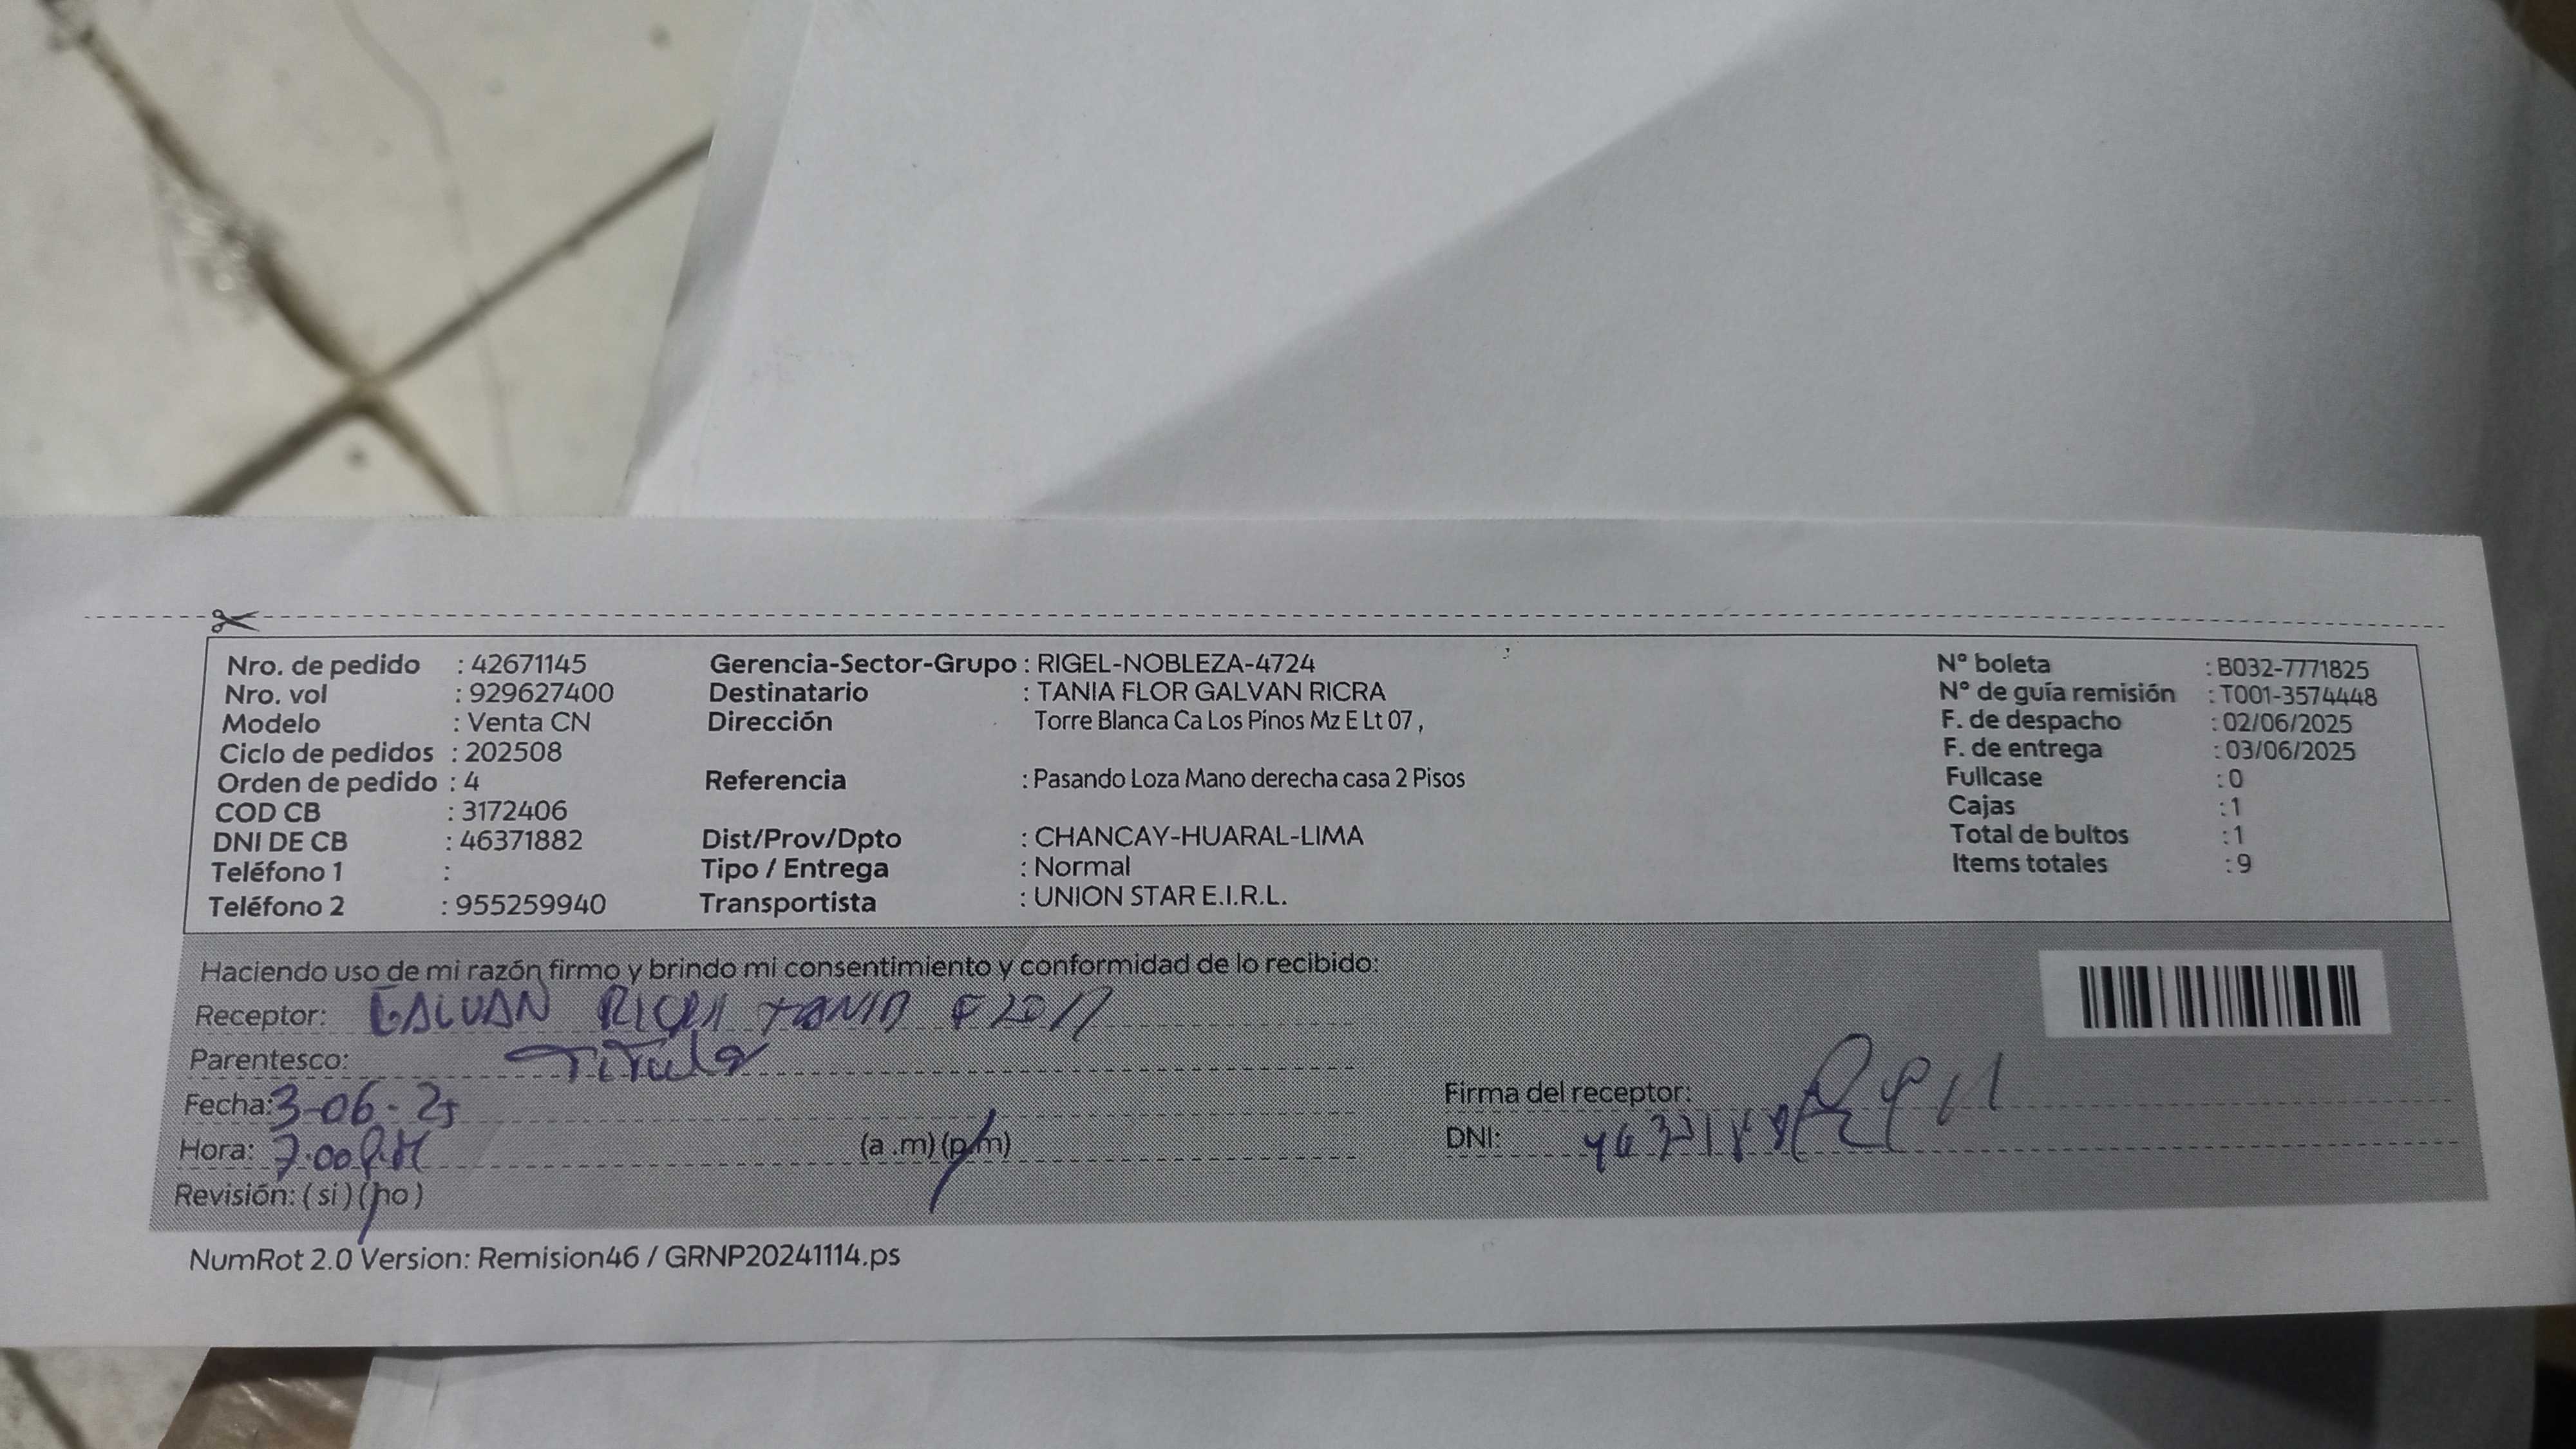 Nro. de pedido : 42671145
Nro. vol : 929627400
Modelo : Venta CN
Ciclo de pedidos : 202508
Orden de pedido : 4
COD CB : 3172406
DNI DE CB : 46371882
Teléfono 1 :
Teléfono 2 : 955259940
Gerencia-Sector-Grupo : RIGEL-NOBLEZA-4724
Destinatario : TANIA FLOR GALVAN RICRA
Dirección Torre Blanca Ca Los Pinos Mz E Lt 07 ,
Referencia : Pasando Loza Mano derecha casa 2 Pisos
Dist/Prov/Dpto : CHANCAY-HUARAL-LIMA
Tipo / Entrega : Normal
Transportista : UNION STAR E.I.R.L.
N° boleta : B032-7771825
N° de guía remisión : T001-3574448
F. de despacho : 02/06/2025
F. de entrega : 03/06/2025
Fullcase : 0
Cajas : 1
Total de bultos : 1
Items totales : 9
Haciendo uso de mi razón firmo y brindo mi consentimiento y conformidad de lo recibido:
Receptor: GALVAN RICRA TANIA FLOR
Parentesco: Titular
Fecha: 3-06-25
Hora: 7:00 P.M (a .m) (p.m)
Revisión: ( si ) ( no )
Firma del receptor:
DNI:
NumRot 2.0 Version: Remision46 / GRNP20241114.ps